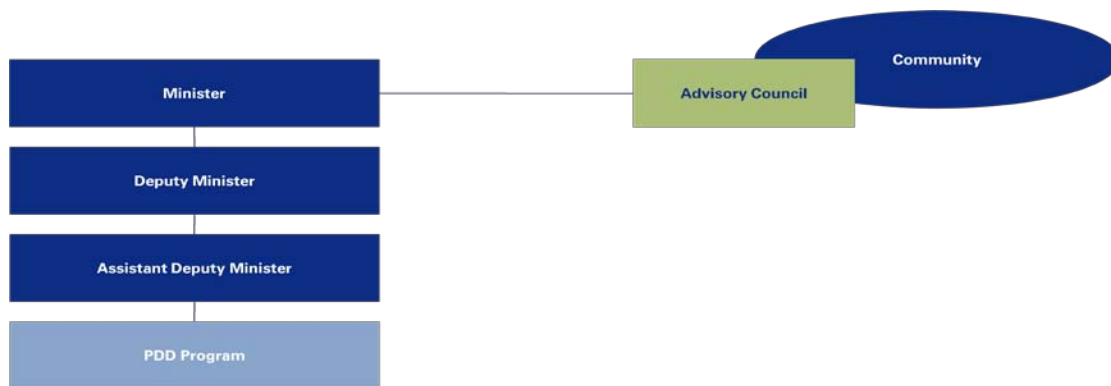 Community
Minister
Advisory Council
Deputy Minister
Assistant Deputy Minister
PDD Program